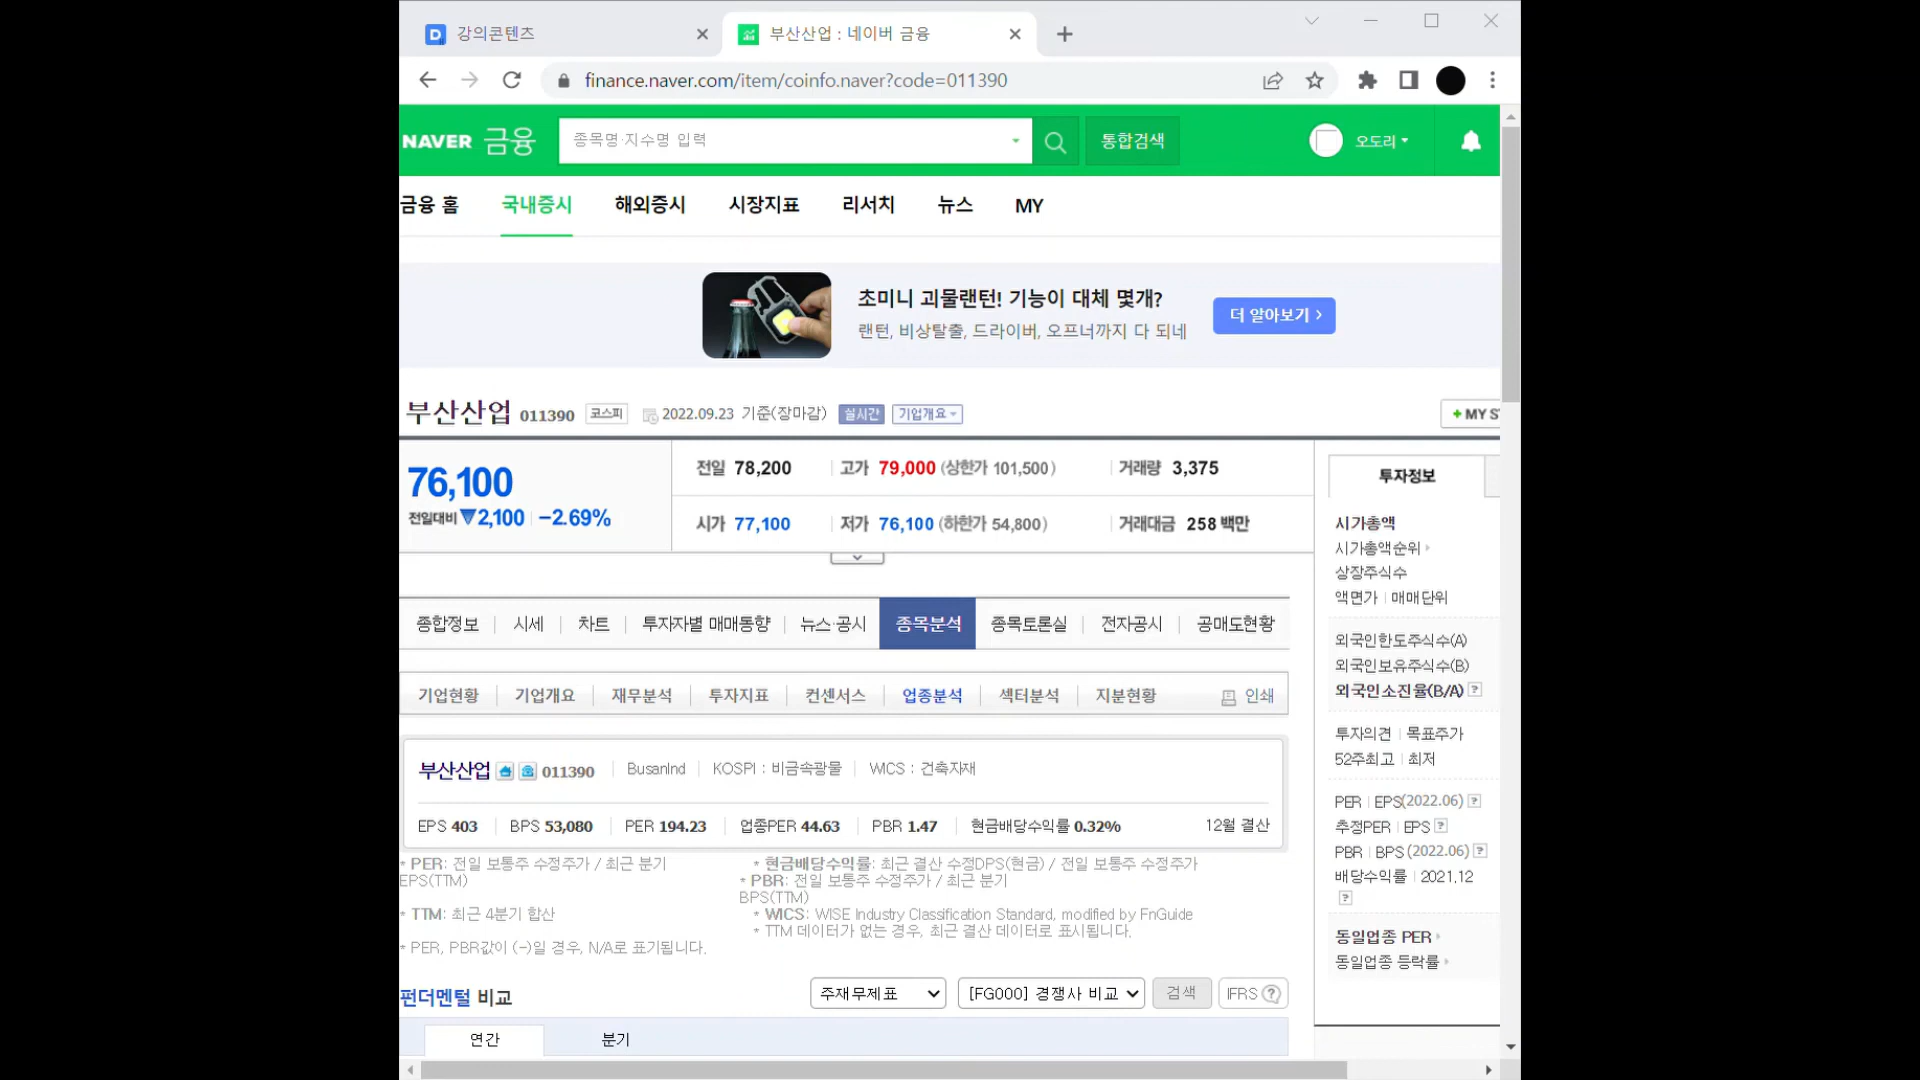 강의콘텐츠
부산산업 : 네이버 금융
finance.naver.com/item/coinfo.naver?code=011390
NAVER 금융
종목명·지수명 입력
통합검색
오도리
금융 홈 국내증시 해외증시 시장지표 리서치 뉴스 MY
초미니 괴물랜턴! 기능이 대체 몇개?
랜턴, 비상탈출, 드라이버, 오프너까지 다 되네
더 알아보기 >
부산산업 011390 코스피 2022.09.23 기준(장마감) 실시간 기업개요
+ MY S
76,100
전일대비 ▼2,100 -2.69%
전일 78,200 고가 79,000 (상한가 101,500) 거래량 3,375
시가 77,100 저가 76,100 (하한가 54,800) 거래대금 258 백만
종합정보 시세 차트 투자자별 매매동향 뉴스·공시 종목분석 종목토론실 전자공시 공매도현황
기업현황 기업개요 재무분석 투자지표 컨센서스 업종분석 섹터분석 지분현황 인쇄
부산산업 011390 BusanInd KOSPI : 비금속광물 WICS : 건축자재
EPS 403 BPS 53,080 PER 194.23 업종PER 44.63 PBR 1.47 현금배당수익률 0.32% 12월 결산
* PER: 전일 보통주 수정주가 / 최근 분기
EPS(TTM)
* 현금배당수익률: 최근 결산 수정DPS(현금) / 전일 보통주 수정주가
* PBR: 전일 보통주 수정주가 / 최근 분기
BPS(TTM)
* TTM: 최근 4분기 합산
* WICS: WISE Industry Classification Standard, modified by FnGuide
* TTM 데이터가 없는 경우, 최근 결산 데이터로 표시됩니다.
* PER, PBR값이 (-)일 경우, N/A로 표기됩니다.
펀더멘털 비교
주재무제표 [FG000] 경쟁사 비교 검색 IFRS ?
연간 분기
투자정보
시가총액
시가총액순위
상장주식수
액면가 | 매매단위
외국인한도주식수(A)
외국인보유주식수(B)
외국인소진율(B/A) ?
투자의견 | 목표주가
52주최고 | 최저
PER | EPS(2022.06) ?
추정PER | EPS ?
PBR | BPS (2022.06) ?
배당수익률 | 2021.12
?
동일업종 PER
동일업종 등락률